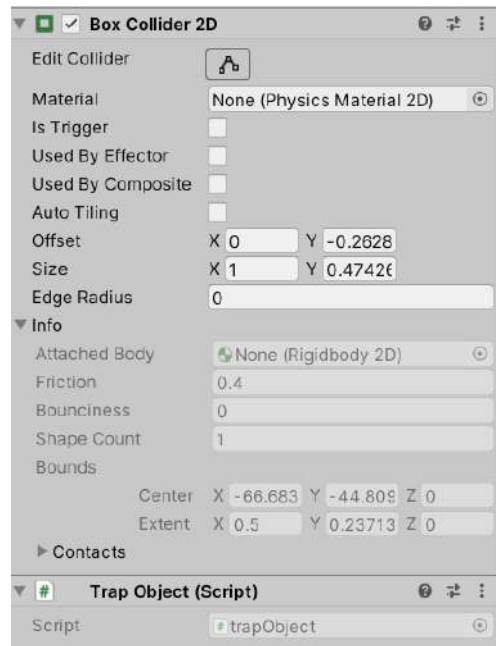 Box Collider 2D
Edit Collider
Material None (Physics Material 2D)
Is Trigger
Used By Effector
Used By Composite
Auto Tiling
Offset X 0 Y -0.2628
Size X 1 Y 0.47426
Edge Radius 0
Info
Attached Body None (Rigidbody 2D)
Friction 0.4
Bounciness 0
Shape Count 1
Bounds
Center X -66.683 Y -44.809 Z 0
Extent X 0.5 Y 0.23713 Z 0
Contacts
# Trap Object (Script)
Script # trapObject